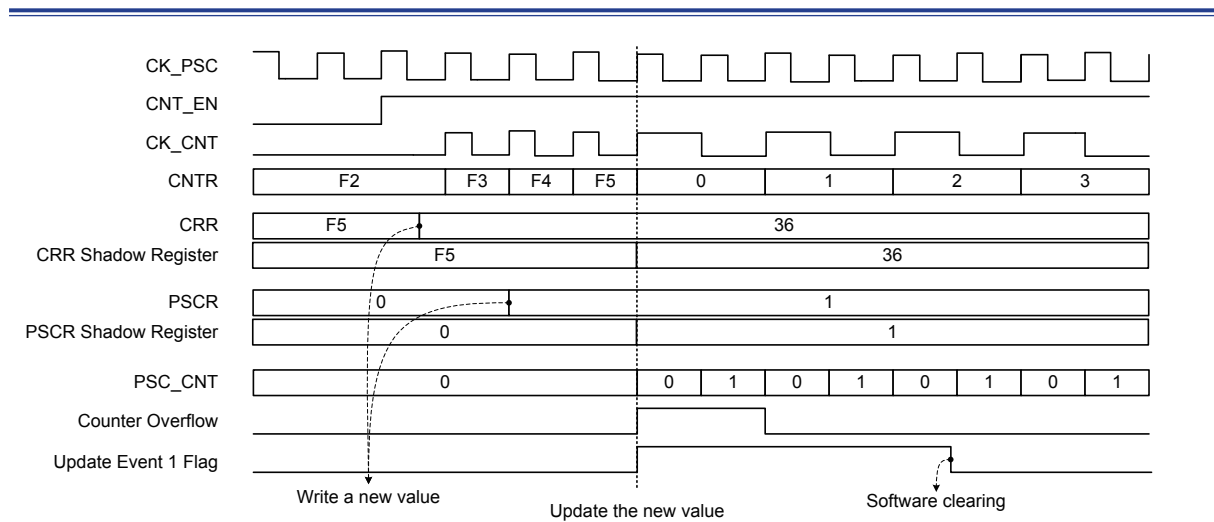 CK_PSC
CNT_EN
CK_CNT
CNTR F2 F3 F4 F5 0 1 2 3
CRR F5 36
CRR Shadow Register F5 36
PSCR 0 1
PSCR Shadow Register 0 1
PSC_CNT 0 0 1 0 1 0 1 0 1
Counter Overflow
Update Event 1 Flag
Write a new value
Update the new value
Software clearing